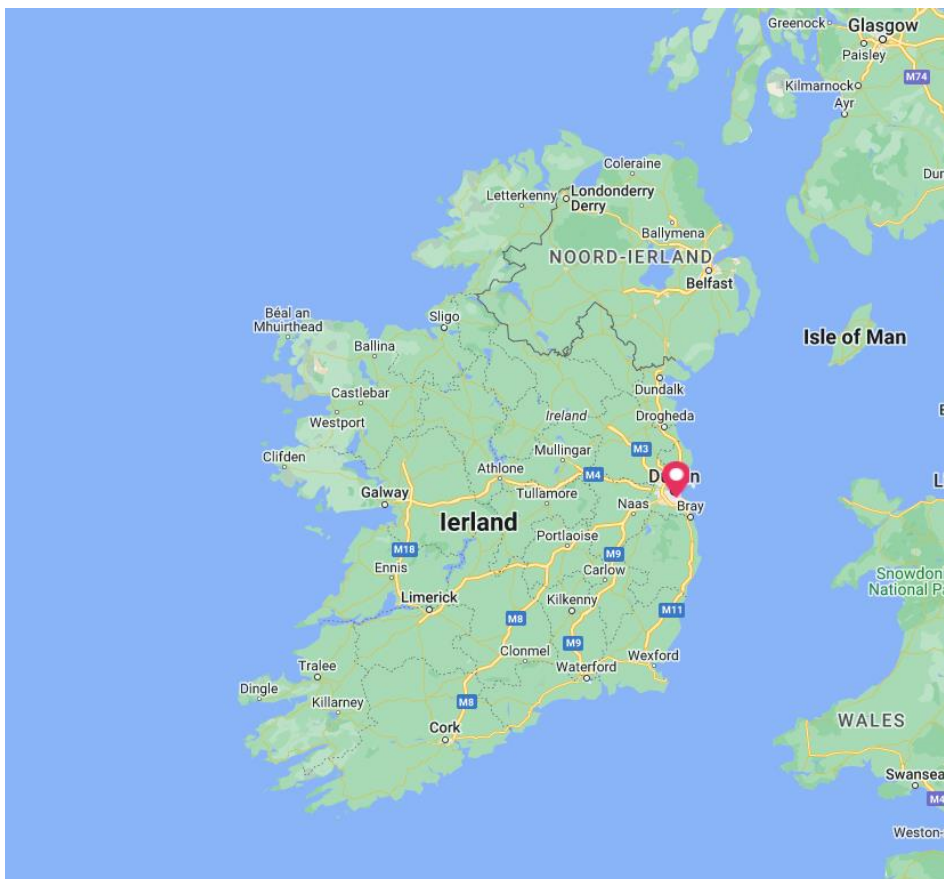 Greenock
Glasgow
Paisley
M74
Kilmarnock
Ayr
Coleraine
Letterkenny
Londonderry
Derry
Ballymena
NOORD-IERLAND
Belfast
Béal an
Mhuirthead
Sligo
Ballina
Isle of Man
Castlebar
Dundalk
Westport
Ireland
Drogheda
Clifden
Mullingar
M3
Athlone
M4
Galway
Tullamore
Naas
Bray
Ierland
Portlaoise
M18
M9
Ennis
Carlow
Limerick
Kilkenny
M11
M8
M9
Clonmel
Wexford
Tralee
Waterford
Dingle
Killarney
M8
Cork
WALES
Snowdon
National Pa
Swansea
M4
Weston-